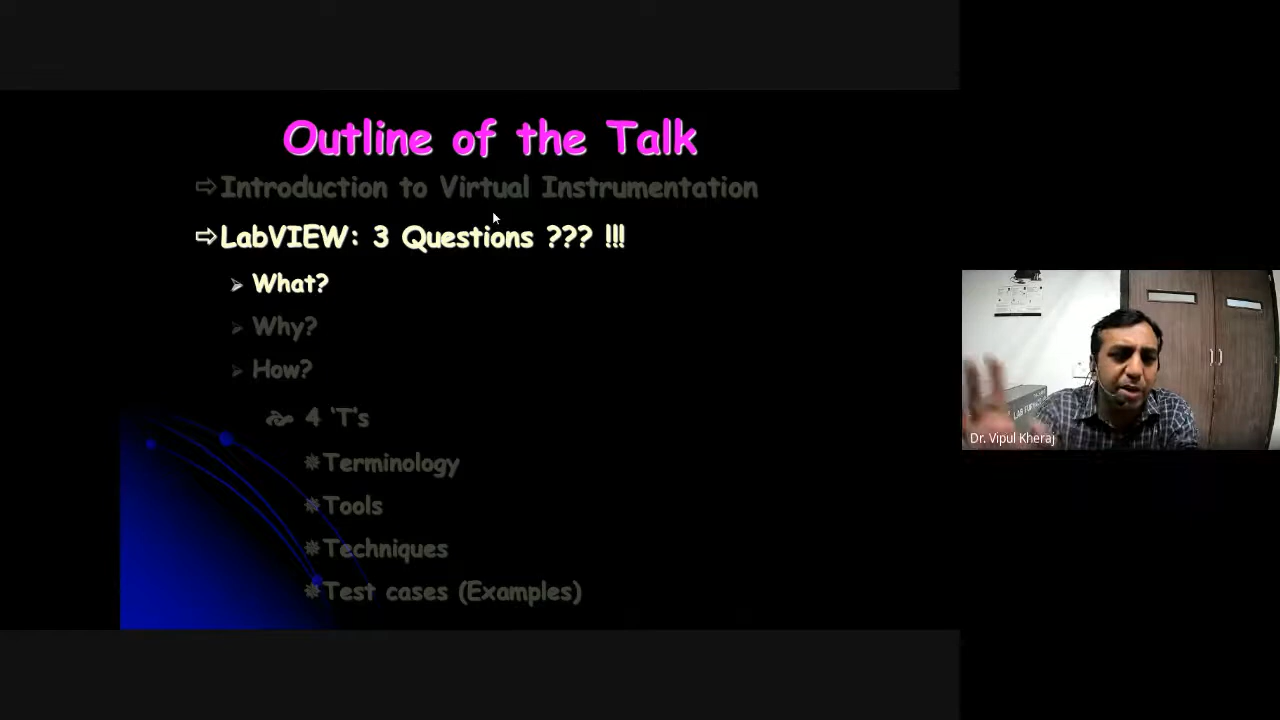 Outline of the Talk
⇨Introduction to Virtual Instrumentation
⇨LabVIEW: 3 Questions ??? !!!
➢ What?
➢ Why?
➢ How?
4 'T's
Terminology
Tools
Techniques
Test cases (Examples)
Dr. Vipul Kheraj